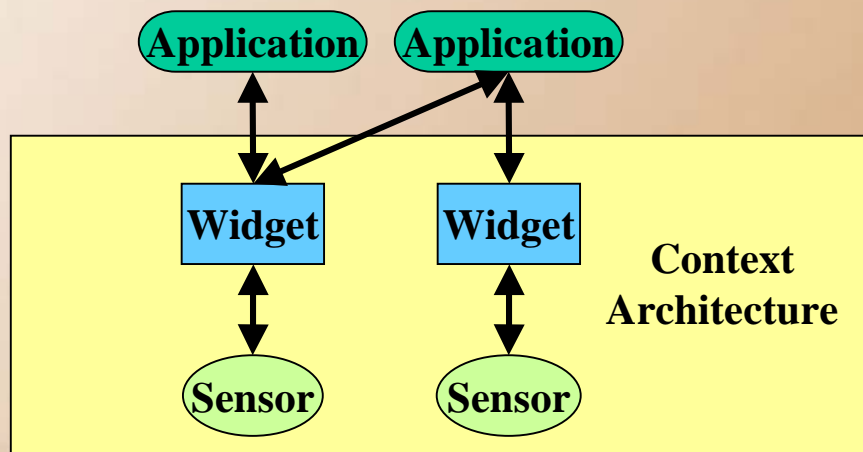 Application Application
Widget Widget
Context
Architecture
Sensor Sensor